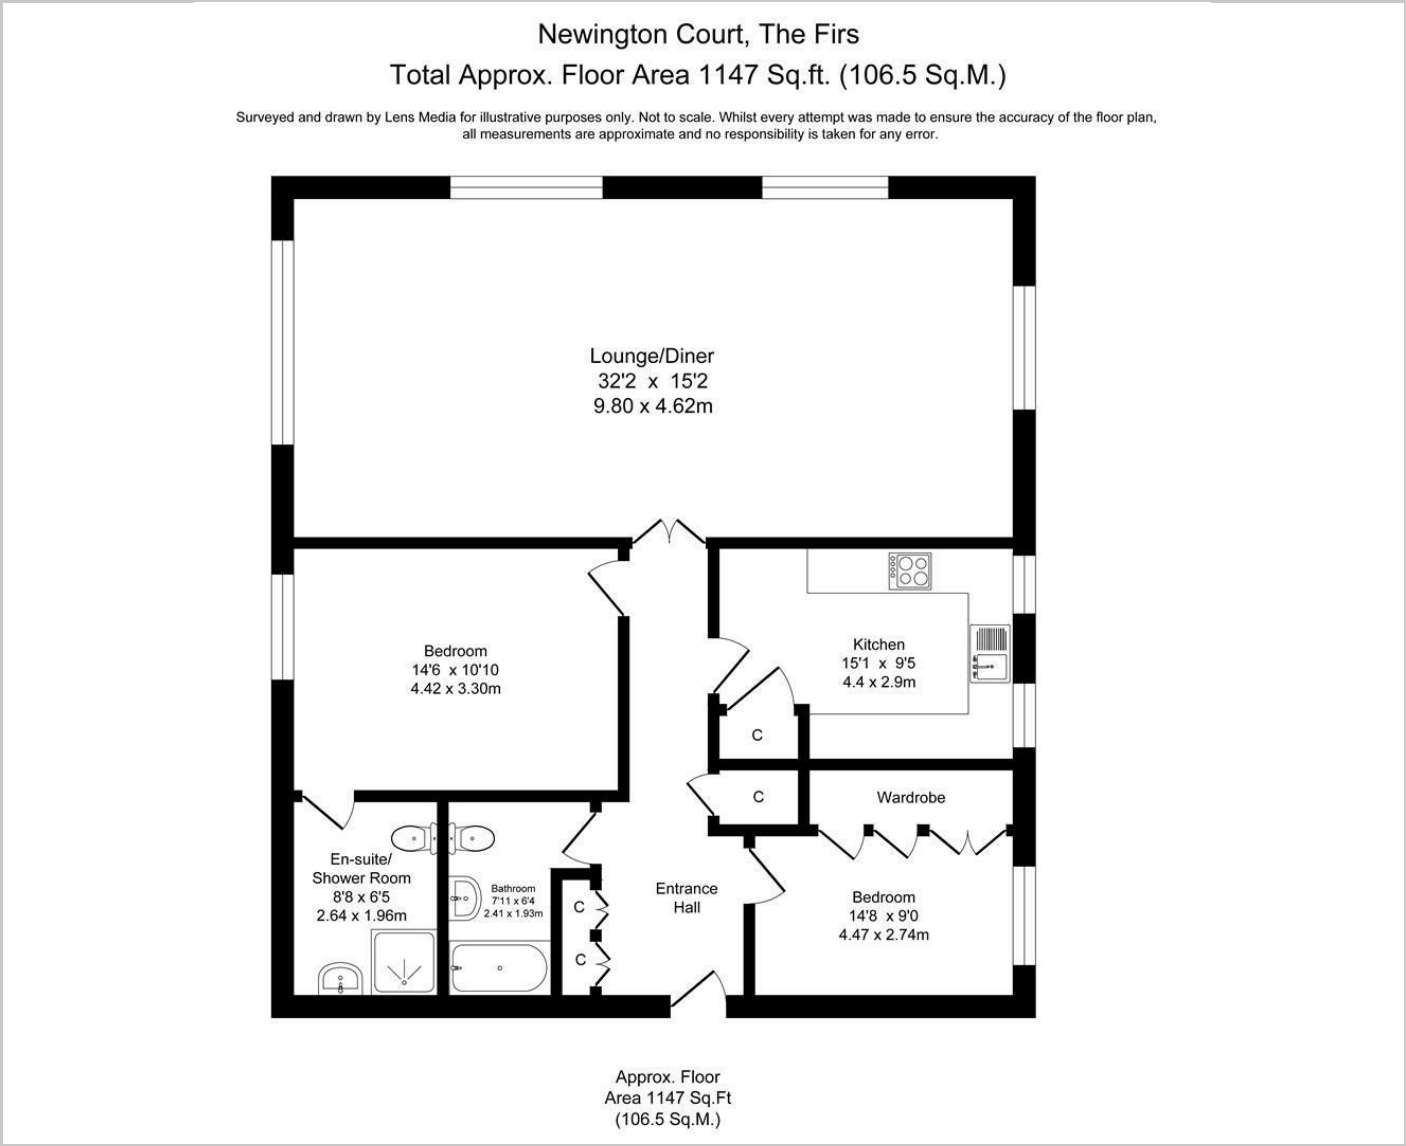 Newington Court, The Firs
Total Approx. Floor Area 1147 Sq.ft. (106.5 Sq.M.)
Surveyed and drawn by Lens Media for illustrative purposes only. Not to scale. Whilst every attempt was made to ensure the accuracy of the floor plan,
all measurements are approximate and no responsibility is taken for any error.
Lounge/Diner
32'2 x 15'2
9.80 x 4.62m
Bedroom
14'6 x 10'10
4.42 x 3.30m
Kitchen
15'1 x 9'5
4.4 x 2.9m
C
C
Wardrobe
En-suite/
Shower Room
8'8 x 6'5
2.64 x 1.96m
Bathroom
7'11 x 6'4
2.41 x 1.93m
C
C
Entrance
Hall
Bedroom
14'8 x 9'0
4.47 x 2.74m
Approx. Floor
Area 1147 Sq.Ft
(106.5 Sq.M.)